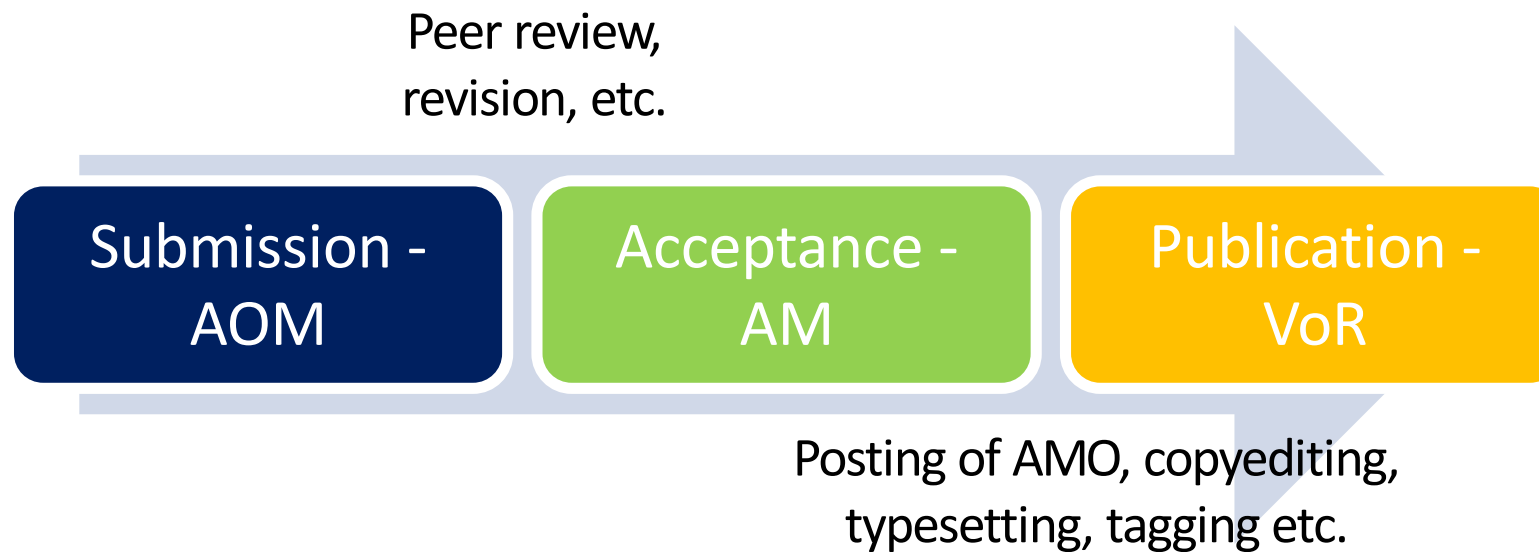 Peer review,
revision, etc.
Submission -
AOM
Acceptance -
AM
Publication -
VoR
Posting of AMO, copyediting,
typesetting, tagging etc.